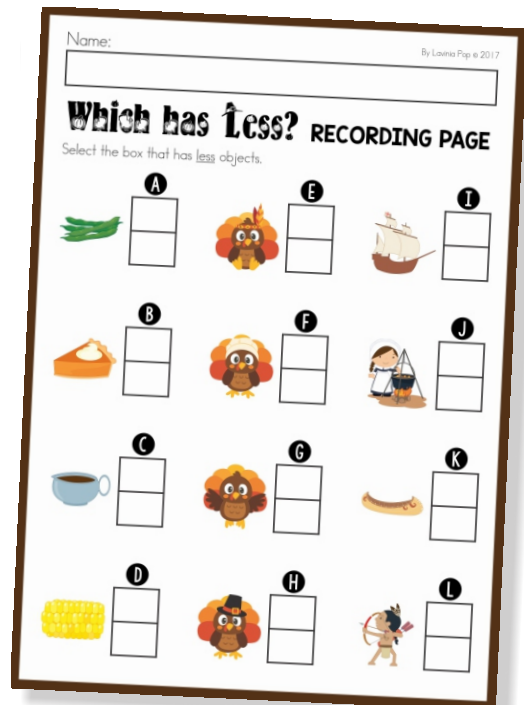 Name:
By Lavinia Pop © 2017
Which has Less? RECORDING PAGE
Select the box that has less objects.
A
E
I
B
F
J
C
G
K
D
H
L